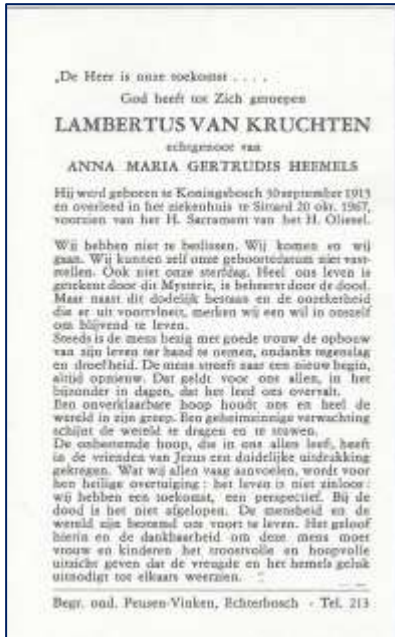 „De Heer is onze toekomst . . . .
God heeft tot Zich geroepen
LAMBERTUS VAN KRUCHTEN
echtgenoot van
ANNA MARIA GERTRUDIS HEEMELS
Hij werd geboren te Koningsbosch 30 september 1913
en overleed in het ziekenhuis te Sittard 20 okt. 1967,
voorzien van het H. Sacrament van het H. Oliesel.
Wij hebben niet te beslissen. Wij komen en wij
gaan. Wij kunnen zelf onze geboortedatum niet vast-
stellen. Ook niet onze sterfdag. Heel ons leven is
getekent door dit Mysterie, is beheerst door de dood.
Maar naast dit dodelijk bestaan en de onzekerheid
die er uit voortvloeit, merken wij een wil in onszelf
om blijvend te leven.
Steeds is de mens bezig met goede trouw de opbouw
van zijn leven ter hand te nemen, ondanks tegenslag
en droefheid. De mens streeft naar een nieuw begin,
altijd opnieuw. Dat geldt voor ons allen, in het
bijzonder in dagen, dat het leed ons overvalt.
Een onverklaarbare hoop houdt ons en heel de
wereld in zijn greep. Een geheimzinnige verwachting
schijnt de wereld te dragen en te stuwen.
De onbestemde hoop, die in ons allen leeft, heeft
in de vrienden van Jezus een duidelijke uitdrukking
gekregen. Wat wij allen vaag aanvoelen, wordt voor
hen heilige overtuiging : het leven is niet zinloos :
wij hebben een toekomst, een perspectief. Bij de
dood is het niet afgelopen. De mensheid en de
wereld zijn bestemd om voort te leven. Het geloof
hierin en de dankbaarheid om deze mens moet
vrouw en kinderen het troostvolle en hoopvolle
uitzicht geven dat de vreugde en het hemels geluk
uitnodigt tot elkaars weerzien.
Begr. ond. Peusen-Vinken, Echterbosch - Tel. 213